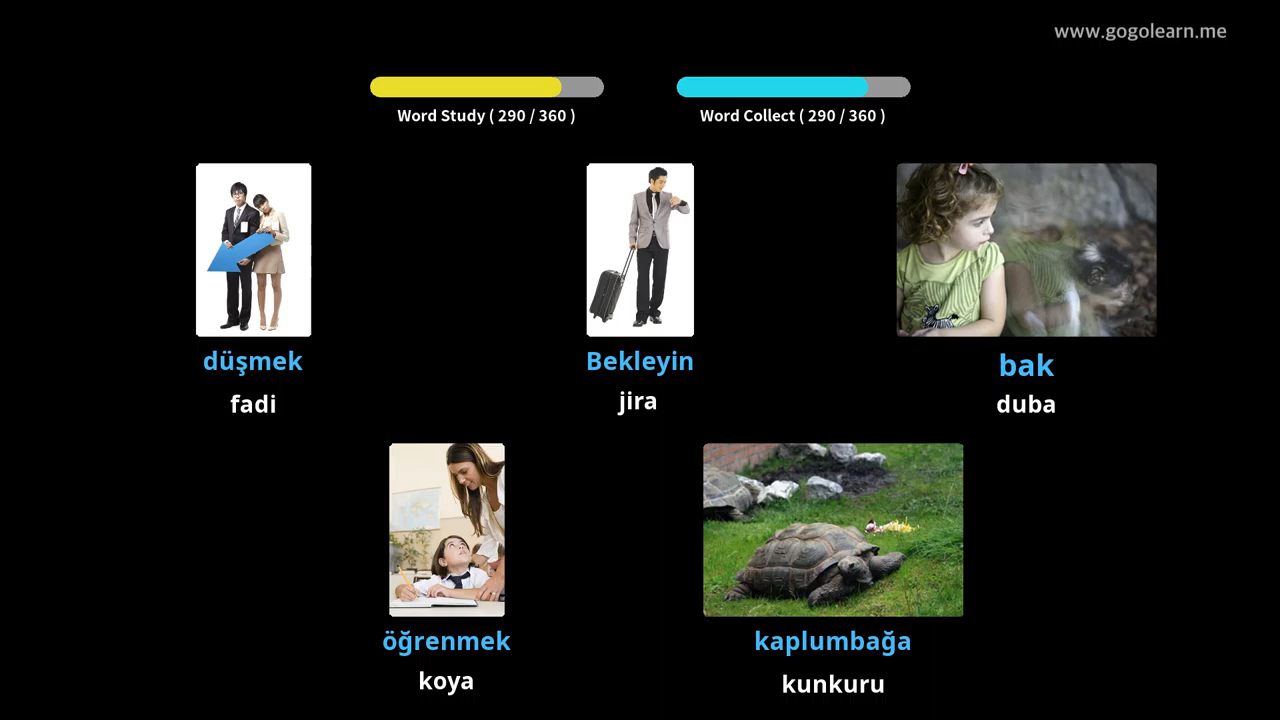 www.gogolearn.me
Word Study ( 290 / 360 )
Word Collect ( 290 / 360 )
düşmek
fadi
Bekleyin
jira
bak
duba
öğrenmek
koya
kaplumbağa
kunkuru